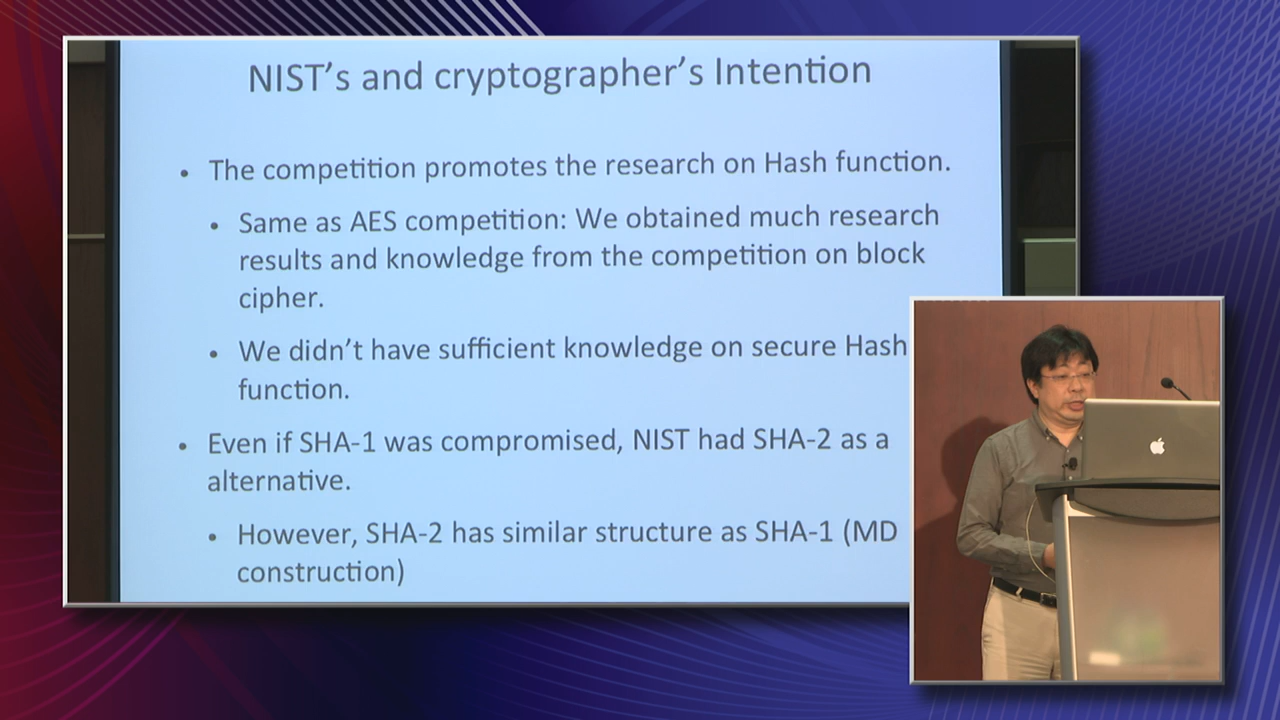 NIST’s and cryptographer’s Intention
• The competition promotes the research on Hash function.
• Same as AES competition: We obtained much research
results and knowledge from the competition on block
cipher.
• We didn’t have sufficient knowledge on secure Hash
function.
• Even if SHA-1 was compromised, NIST had SHA-2 as a
alternative.
• However, SHA-2 has similar structure as SHA-1 (MD
construction)